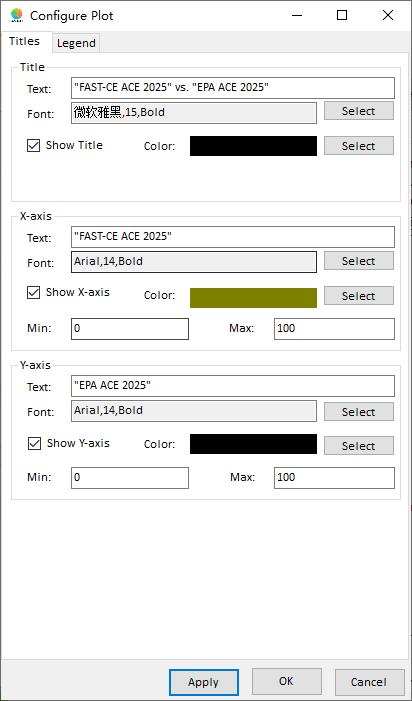 Configure Plot
Titles Legend
Title
Text: "FAST-CE ACE 2025" vs. "EPA ACE 2025"
Font: 微软雅黑,15,Bold Select
Show Title Color: Select
X-axis
Text: "FAST-CE ACE 2025"
Font: Arial,14,Bold Select
Show X-axis Color: Select
Min: 0 Max: 100
Y-axis
Text: "EPA ACE 2025"
Font: Arial,14,Bold Select
Show Y-axis Color: Select
Min: 0 Max: 100
Apply OK Cancel